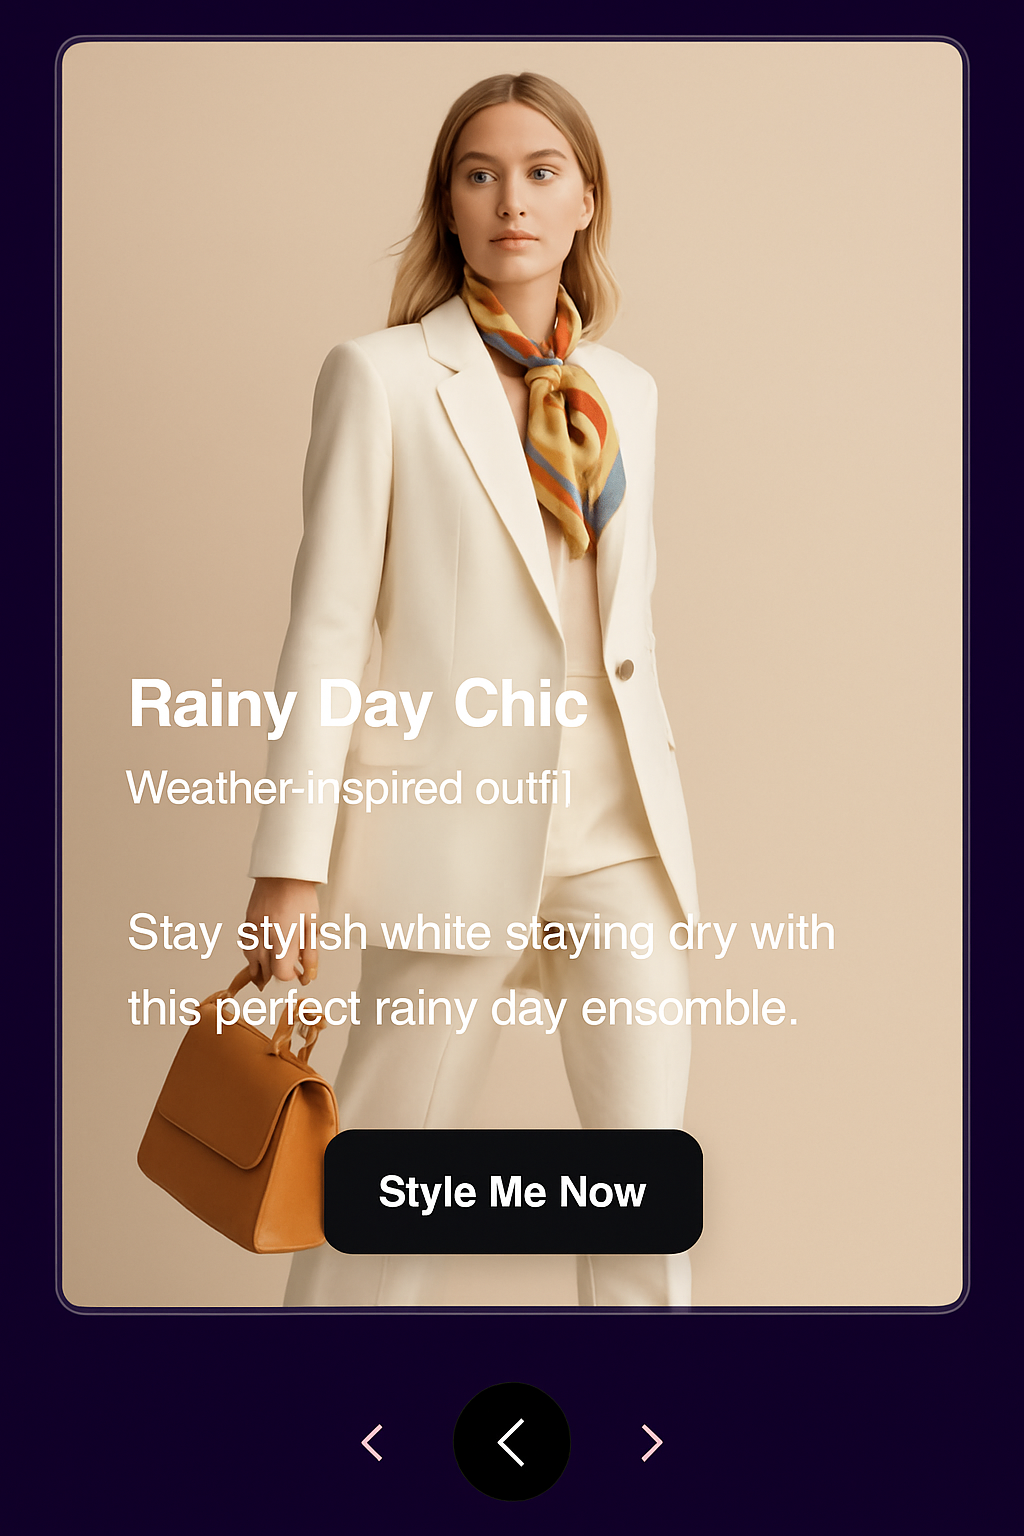 Rainy Day Chic
Weather-inspired outfi]
Stay stylish white staying dry with
this perfect rainy day ensomble.
Style Me Now